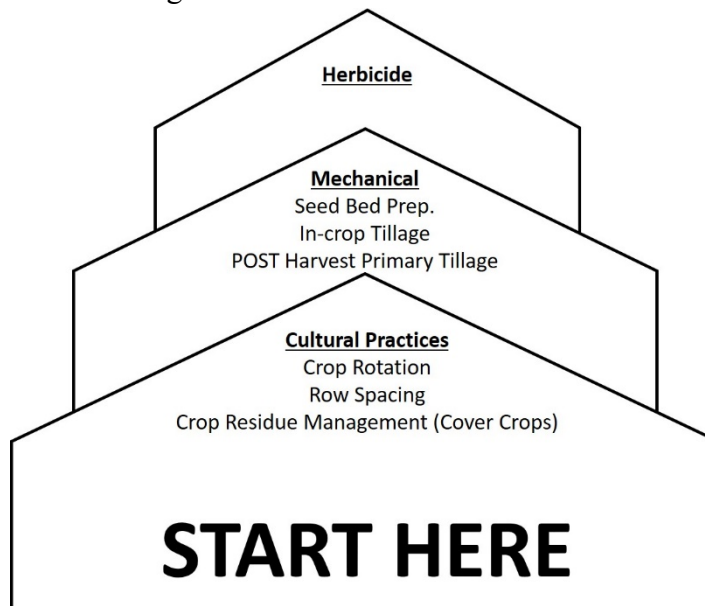 Herbicide
Mechanical
Seed Bed Prep.
In-crop Tillage
POST Harvest Primary Tillage
Cultural Practices
Crop Rotation
Row Spacing
Crop Residue Management (Cover Crops)
START HERE